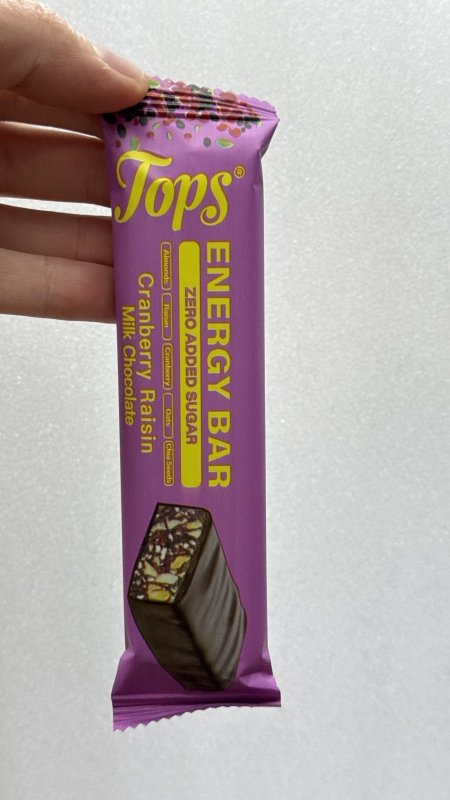 Tops®
ENERGY BAR
ZERO ADDED SUGAR
Almonds Raisin Cranberry Oats Chia Seeds
Cranberry Raisin
Milk Chocolate